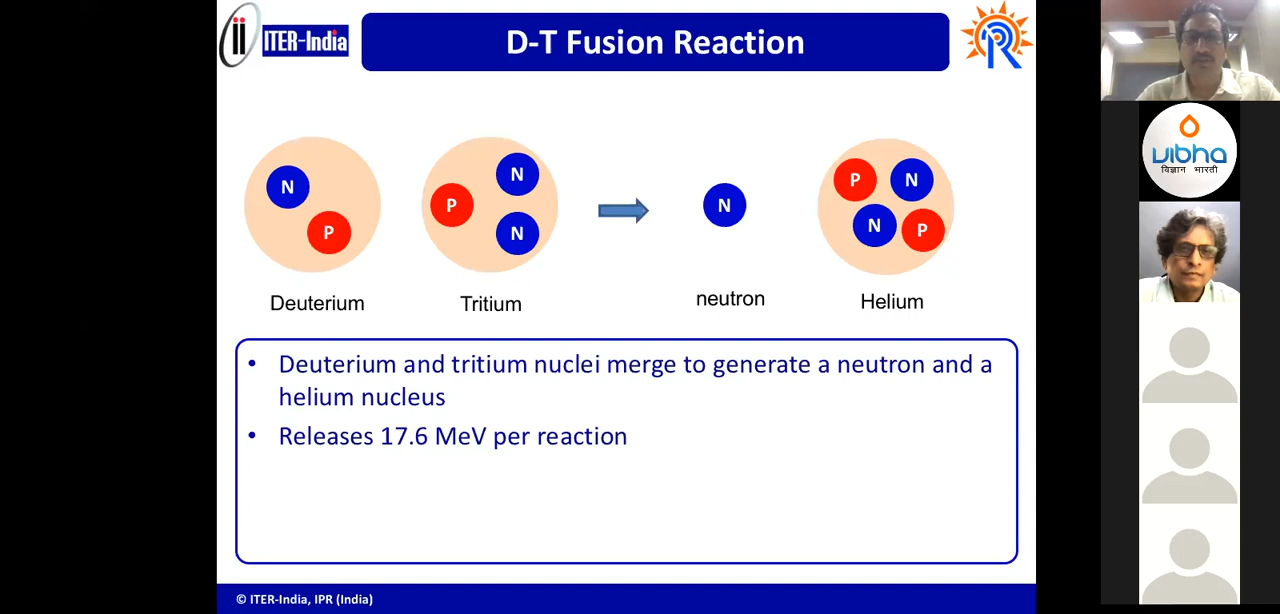 ITER-India
D-T Fusion Reaction
N
P
P
N
N
N
P
N
N
P
Deuterium
Tritium
neutron
Helium
• Deuterium and tritium nuclei merge to generate a neutron and a
helium nucleus
• Releases 17.6 MeV per reaction
© ITER-India, IPR (India)
vibha
विज्ञान भारती